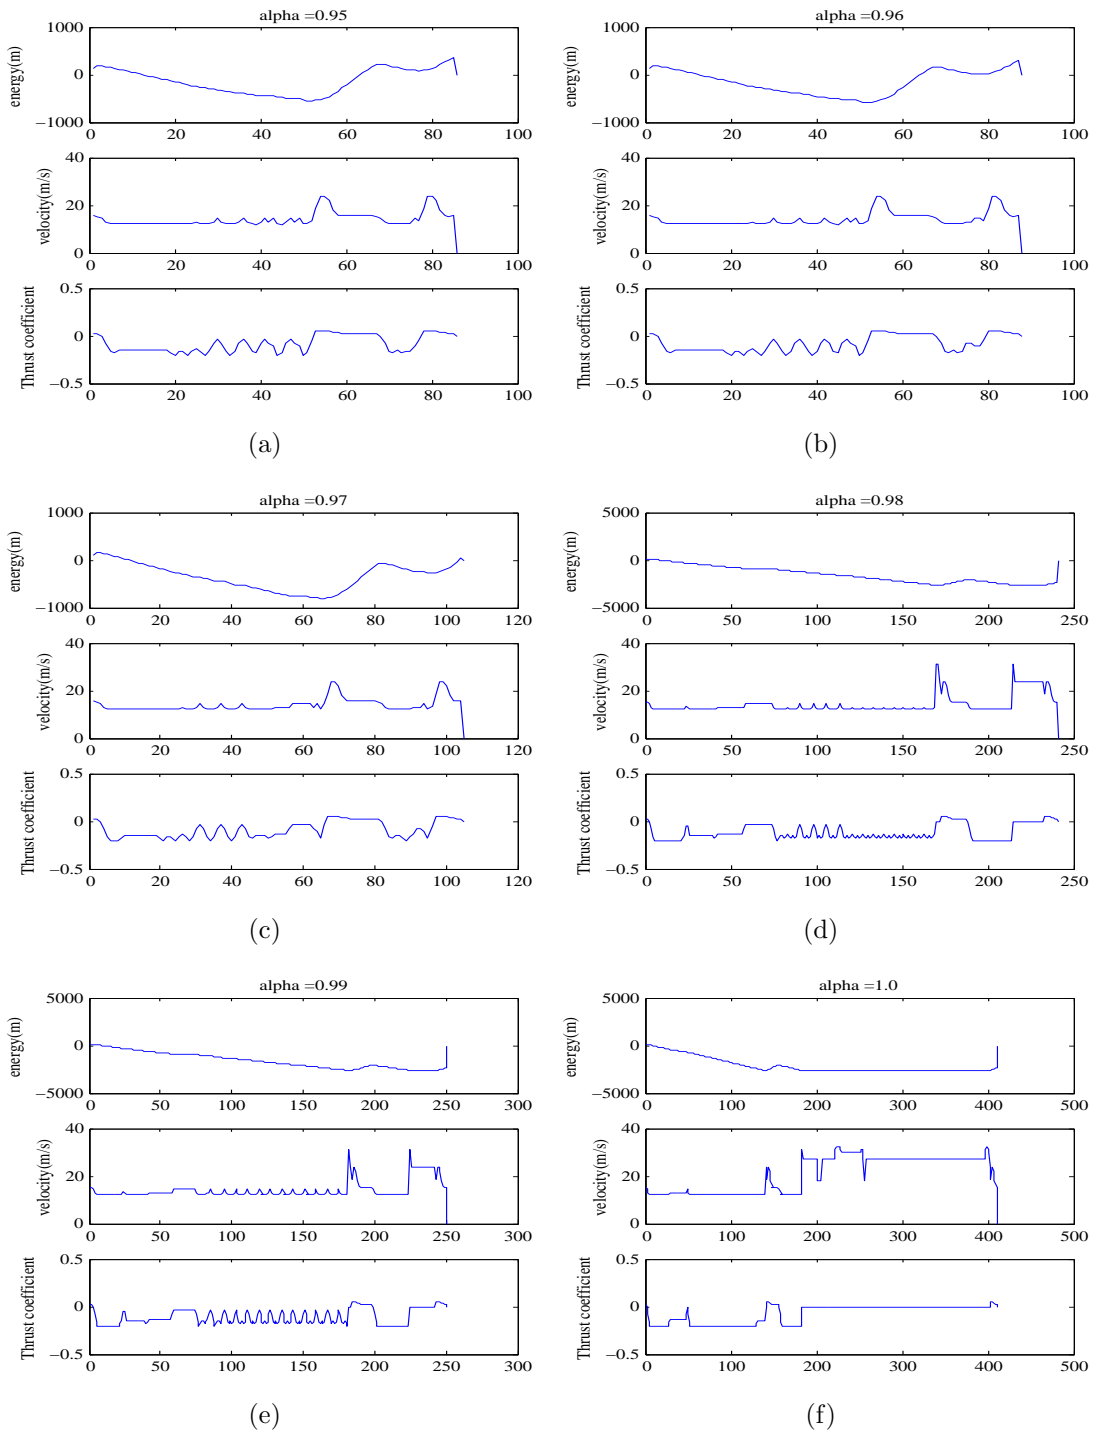 alpha =0.95
energy(m)
1000
0
−1000
0 20 40 60 80 100
velocity(m/s)
40
20
0
0 20 40 60 80 100
Thrust coefficient
0.5
0
−0.5
0 20 40 60 80 100
(a)
alpha =0.96
energy(m)
1000
0
−1000
0 20 40 60 80 100
velocity(m/s)
40
20
0
0 20 40 60 80 100
Thrust coefficient
0.5
0
−0.5
0 20 40 60 80 100
(b)
alpha =0.97
energy(m)
1000
0
−1000
0 20 40 60 80 100 120
velocity(m/s)
40
20
0
0 20 40 60 80 100 120
Thrust coefficient
0.5
0
−0.5
0 20 40 60 80 100 120
(c)
alpha =0.98
energy(m)
5000
0
−5000
0 50 100 150 200 250
velocity(m/s)
40
20
0
0 50 100 150 200 250
Thrust coefficient
0.5
0
−0.5
0 50 100 150 200 250
(d)
alpha =0.99
energy(m)
5000
0
−5000
0 50 100 150 200 250 300
velocity(m/s)
40
20
0
0 50 100 150 200 250 300
Thrust coefficient
0.5
0
−0.5
0 50 100 150 200 250 300
(e)
alpha =1.0
energy(m)
5000
0
−5000
0 100 200 300 400 500
velocity(m/s)
40
20
0
0 100 200 300 400 500
Thrust coefficient
0.5
0
−0.5
0 100 200 300 400 500
(f)